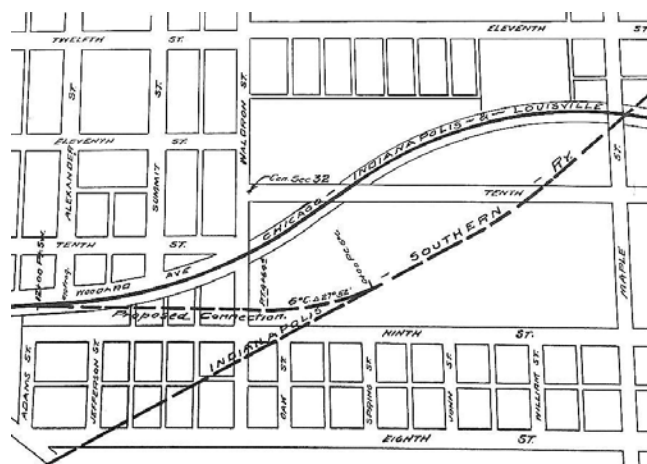 TWELFTH ST.
ELEVENTH ST.
WALDRON ST.
ST.
ST.
ELEVENTH ST.
ALEXANDER
SUMMIT
Cen. Sec 32
CHICAGO - INDIANAPOLIS - & - LOUISVILLE
ST.
TENTH
TENTH ST.
WOODARD AVE
SOUTHERN RY.
MAPLE
6°C. Δ 27° 52'
Proposed Connection.
INDIANAPOLIS
NINTH ST.
ADAMS ST.
JEFFERSON ST.
OAK ST.
SPRING ST.
JOHN ST.
WILLIAM ST.
EIGHTH ST.